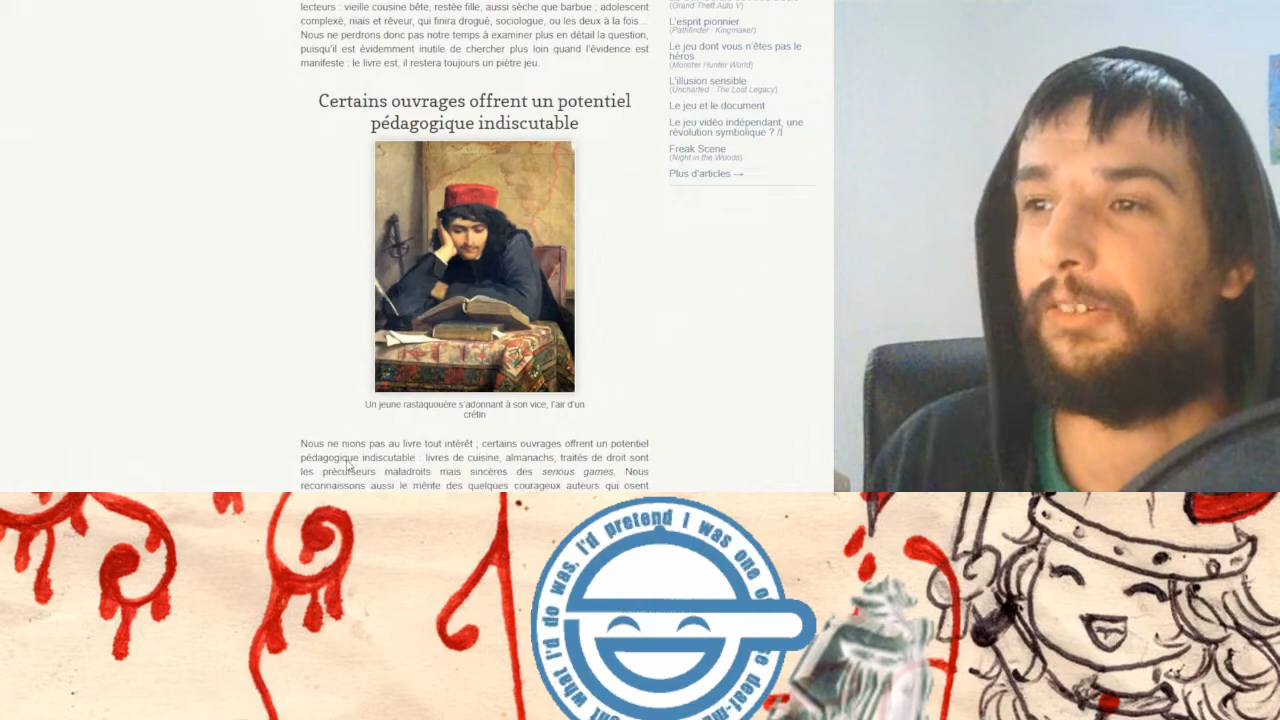 lecteurs : vieille cousine bête, restée fille, aussi sèche que barbue ; adolescent
complexé, niais et rêveur, qui finira drogué, sociologue, ou les deux à la fois...
Nous ne perdrons donc pas notre temps à examiner plus en détail la question,
puisqu'il est évidemment inutile de chercher plus loin quand l'évidence est
manifeste : le livre est, il restera toujours un piètre jeu.
Certains ouvrages offrent un potentiel
pédagogique indiscutable
Un jeune rastaquouère s'adonnant à son vice, l'air d'un
crétin
Nous ne nions pas au livre tout intérêt ; certains ouvrages offrent un potentiel
pédagogique indiscutable : livres de cuisine, almanachs, traités de droit sont
les précurseurs maladroits mais sincères des serious games. Nous
reconnaissons aussi le mérite des quelques courageux auteurs qui osent
(Grand Theft Auto V)
L'esprit pionnier
(Pathfinder : Kingmaker)
Le jeu dont vous n'êtes pas le
héros
(Monster Hunter World)
L'illusion sensible
(Uncharted : The Lost Legacy)
Le jeu et le document
Le jeu vidéo indépendant, une
révolution symbolique ? /I
Freak Scene
(Night in the Woods)
Plus d'articles →
what I'd do was, I'd pretend I was one of
deaf-mu